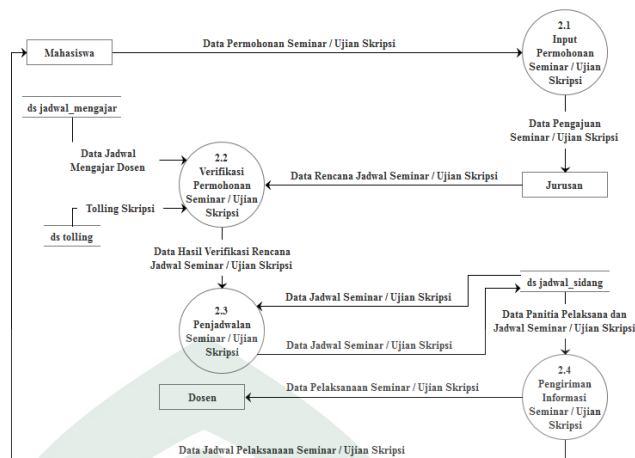 Data Permohonan Seminar / Ujian Skripsi
Mahasiswa
2.1
Input
Permohonan
Seminar / Ujian
Skripsi
ds jadwal_mengajar
Data Pengajuan
Seminar / Ujian Skripsi
Data Jadwal
Mengajar Dosen
2.2
Verifikasi
Permohonan
Seminar / Ujian
Skripsi
Data Rencana Jadwal Seminar / Ujian Skripsi
Jurusan
Tolling Skripsi
ds tolling
Data Hasil Verifikasi Rencana
Jadwal Seminar / Ujian Skripsi
ds jadwal_sidang
Data Jadwal Seminar / Ujian Skripsi
2.3
Penjadwalan
Seminar / Ujian
Skripsi
Data Panitia Pelaksana dan
Jadwal Seminar / Ujian Skripsi
Data Jadwal Seminar / Ujian Skripsi
2.4
Pengiriman
Informasi
Seminar / Ujian
Skripsi
Data Pelaksanaan Seminar / Ujian Skripsi
Dosen
Data Jadwal Pelaksanaan Seminar / Ujian Skripsi